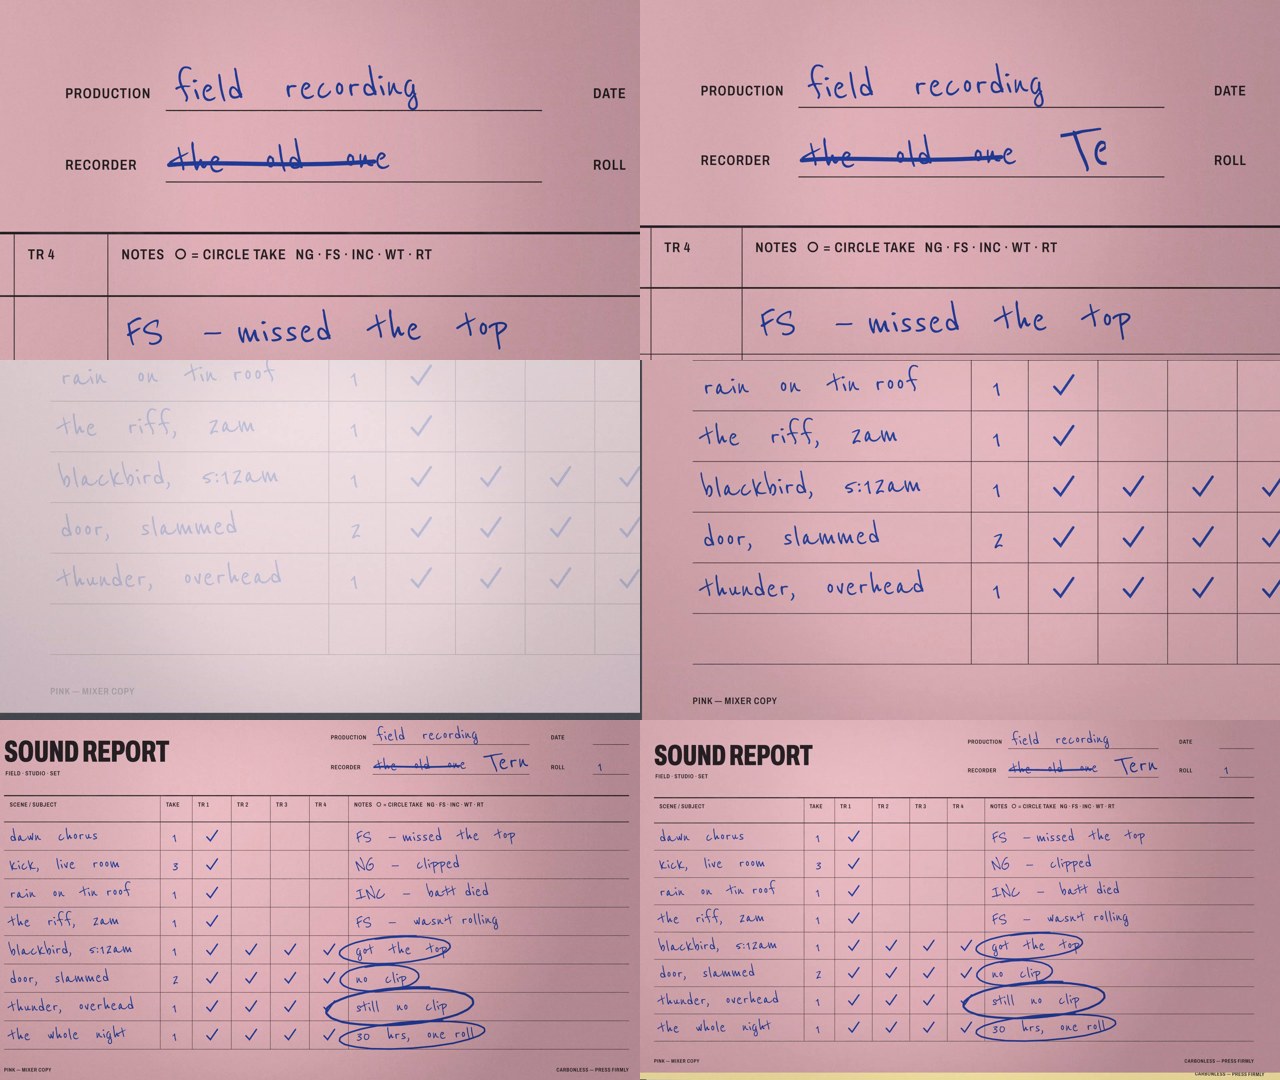 PRODUCTION field recording DATE
RECORDER the old one ROLL
TR 4 NOTES O = CIRCLE TAKE NG · FS · INC · WT · RT
FS – missed the top
PRODUCTION field recording DATE
RECORDER the old one Te ROLL
TR 4 NOTES O = CIRCLE TAKE NG · FS · INC · WT · RT
FS – missed the top
rain on tin roof 1 ✓
the riff, 2am 1 ✓
blackbird, 5:12am 1 ✓ ✓ ✓ ✓
door, slammed 2 ✓ ✓ ✓ ✓
thunder, overhead 1 ✓ ✓ ✓ ✓
PINK — MIXER COPY
rain on tin roof 1 ✓
the riff, 2am 1 ✓
blackbird, 5:12am 1 ✓ ✓ ✓ ✓
door, slammed 2 ✓ ✓ ✓ ✓
thunder, overhead 1 ✓ ✓ ✓ ✓
PINK — MIXER COPY
PRODUCTION field recording DATE
SOUND REPORT
RECORDER the old one Tern ROLL 1
FIELD · STUDIO · SET
SCENE / SUBJECT TAKE TR 1 TR 2 TR 3 TR 4 NOTES O = CIRCLE TAKE NG · FS · INC · WT · RT
dawn chorus 1 ✓ FS – missed the top
kick, live room 3 ✓ NG – clipped
rain on tin roof 1 ✓ INC – batt died
the riff, 2am 1 ✓ FS – wasn't rolling
blackbird, 5:12am 1 ✓ ✓ ✓ ✓ got the top
door, slammed 2 ✓ ✓ ✓ ✓ no clip
thunder, overhead 1 ✓ ✓ ✓ ✓ still no clip
the whole night 1 ✓ ✓ ✓ ✓ 30 hrs, one roll
PINK — MIXER COPY CARBONLESS — PRESS FIRMLY
PRODUCTION field recording DATE
SOUND REPORT
RECORDER the old one Tern ROLL 1
FIELD · STUDIO · SET
SCENE / SUBJECT TAKE TR 1 TR 2 TR 3 TR 4 NOTES O = CIRCLE TAKE NG · FS · INC · WT · RT
dawn chorus 1 ✓ FS – missed the top
kick, live room 3 ✓ NG – clipped
rain on tin roof 1 ✓ INC – batt died
the riff, 2am 1 ✓ FS – wasn't rolling
blackbird, 5:12am 1 ✓ ✓ ✓ ✓ got the top
door, slammed 2 ✓ ✓ ✓ ✓ no clip
thunder, overhead 1 ✓ ✓ ✓ ✓ still no clip
the whole night 1 ✓ ✓ ✓ ✓ 30 hrs, one roll
PINK — MIXER COPY CARBONLESS — PRESS FIRMLY
CARBONLESS — PRESS FIRMLY